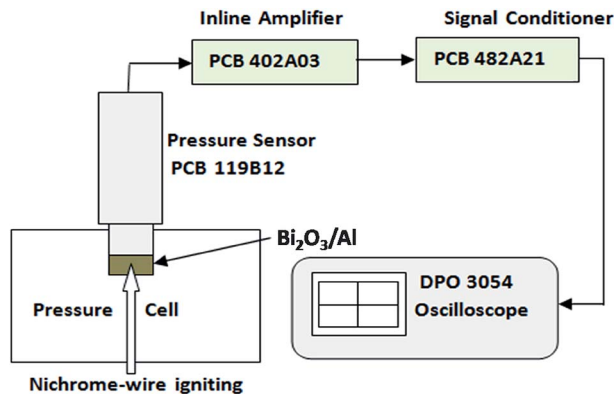 Inline Amplifier
Signal Conditioner
PCB 402A03
PCB 482A21
Pressure Sensor
PCB 119B12
Bi₂O₃/Al
Pressure Cell
DPO 3054
Oscilloscope
Nichrome-wire igniting